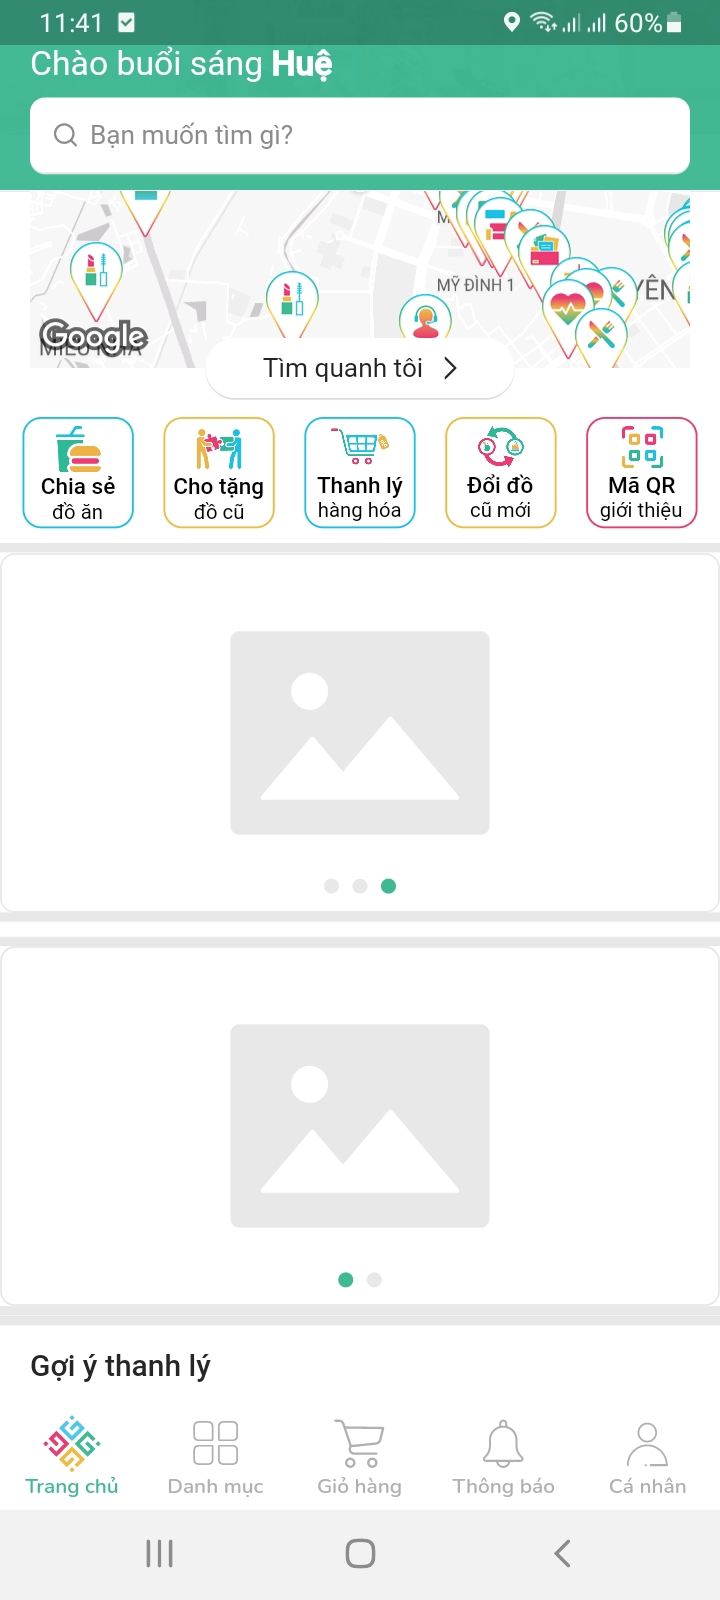 11:41
60%
Chào buổi sáng Huệ
Bạn muốn tìm gì?
MỸ ĐÌNH 1
YÊN
Google
Tìm quanh tôi
Chia sẻ
đồ ăn
Cho tặng
đồ cũ
Thanh lý
hàng hóa
Đổi đồ
cũ mới
Mã QR
giới thiệu
Gợi ý thanh lý
Trang chủ
Danh mục
Giỏ hàng
Thông báo
Cá nhân